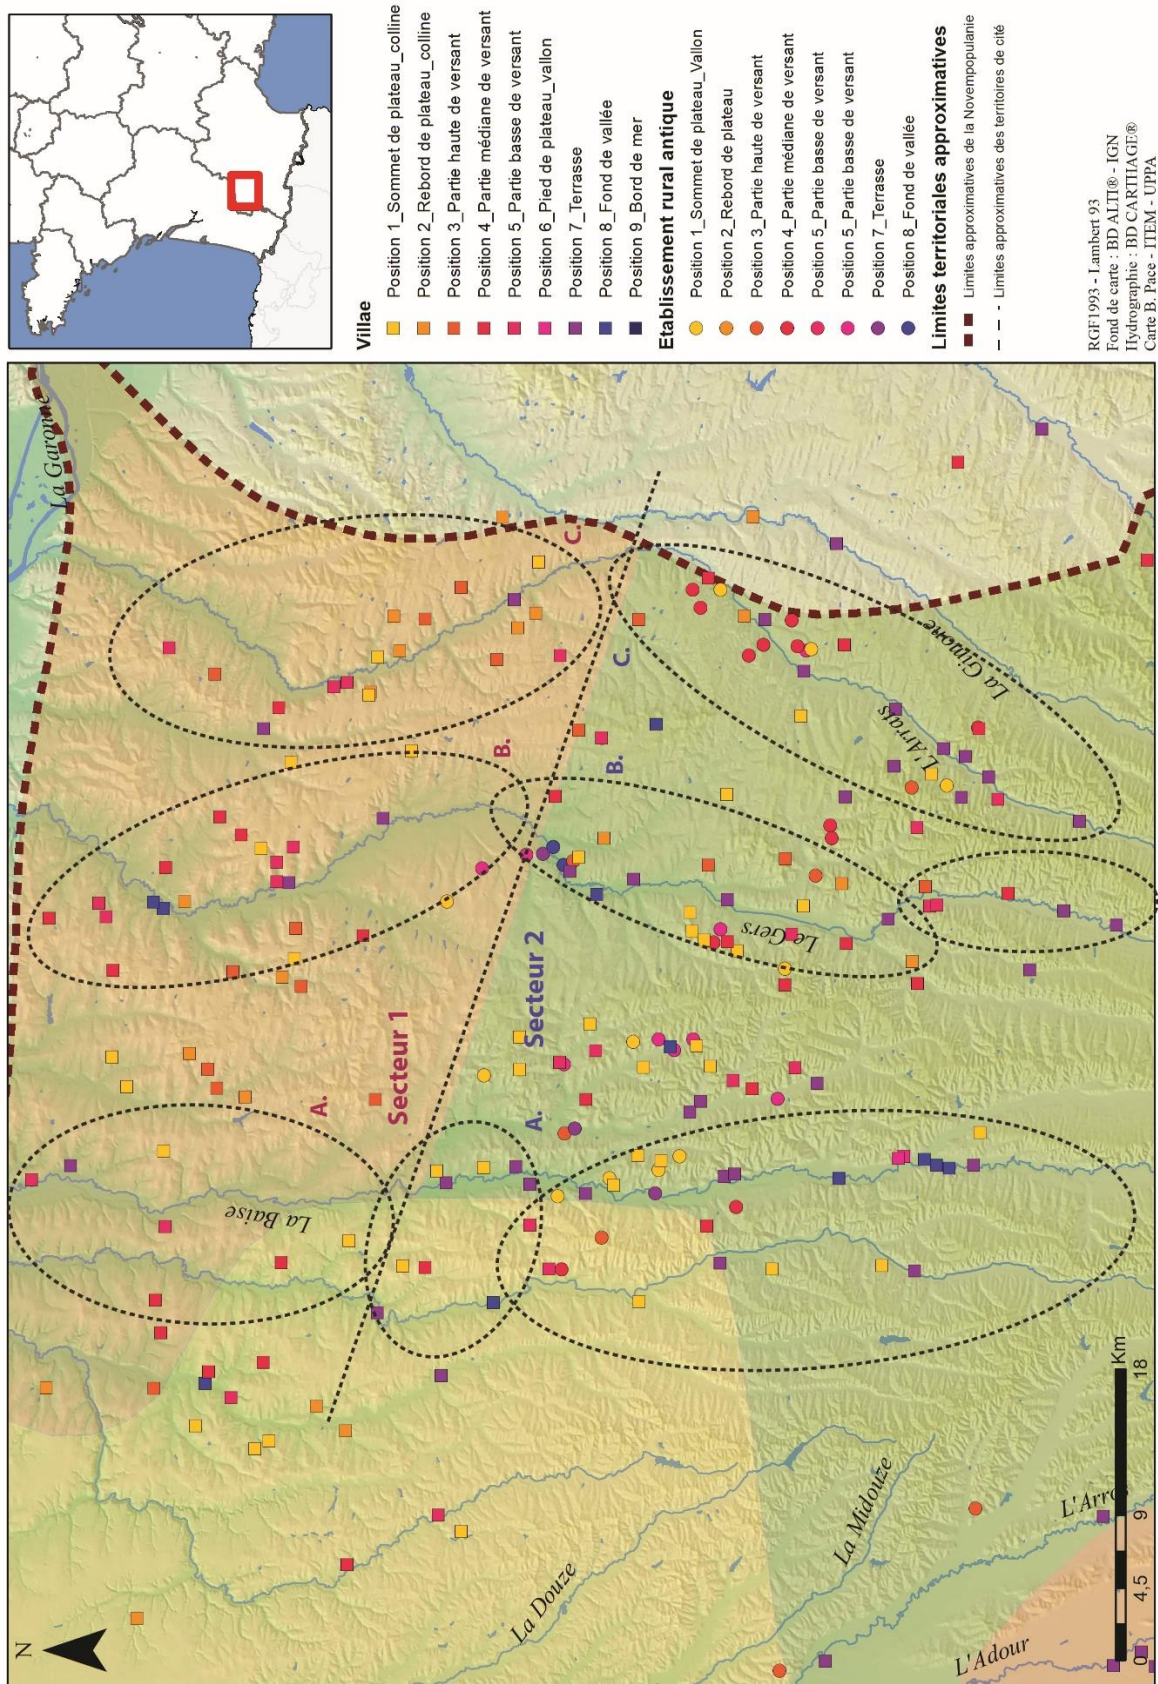 Villae
Position 1_Sommet de plateau_colline
Position 2_Rebord de plateau_colline
Position 3_Partie haute de versant
Position 4_Partie médiane de versant
Position 5_Partie basse de versant
Position 6_Pied de plateau_vallon
Position 7_Terrasse
Position 8_Fond de vallée
Position 9_Bord de mer
Etablissement rural antique
Position 1_Sommet de plateau_Vallon
Position 2_Rebord de plateau
Position 3_Partie haute de versant
Position 4_Partie médiane de versant
Position 5_Partie basse de versant
Position 5_Partie basse de versant
Position 7_Terrasse
Position 8_Fond de vallée
Limites territoriales approximatives
Limites approximatives de la Novempopulanie
Limites approximatives des territoires de cité
RGF1993 - Lambert 93
Fond de carte : BD ALTI® - IGN
Hydrographie : BD CARTHAGE®
Carte B. Pace - ITEM - UPPA
N
La Garonne
La Baise
A.
Secteur 1
B.
C.
A.
Secteur 2
B.
C.
Le Gers
L'Arrats
La Gimone
La Douze
La Midouze
L'Adour
L'Arro
0 4,5 9 18
Km